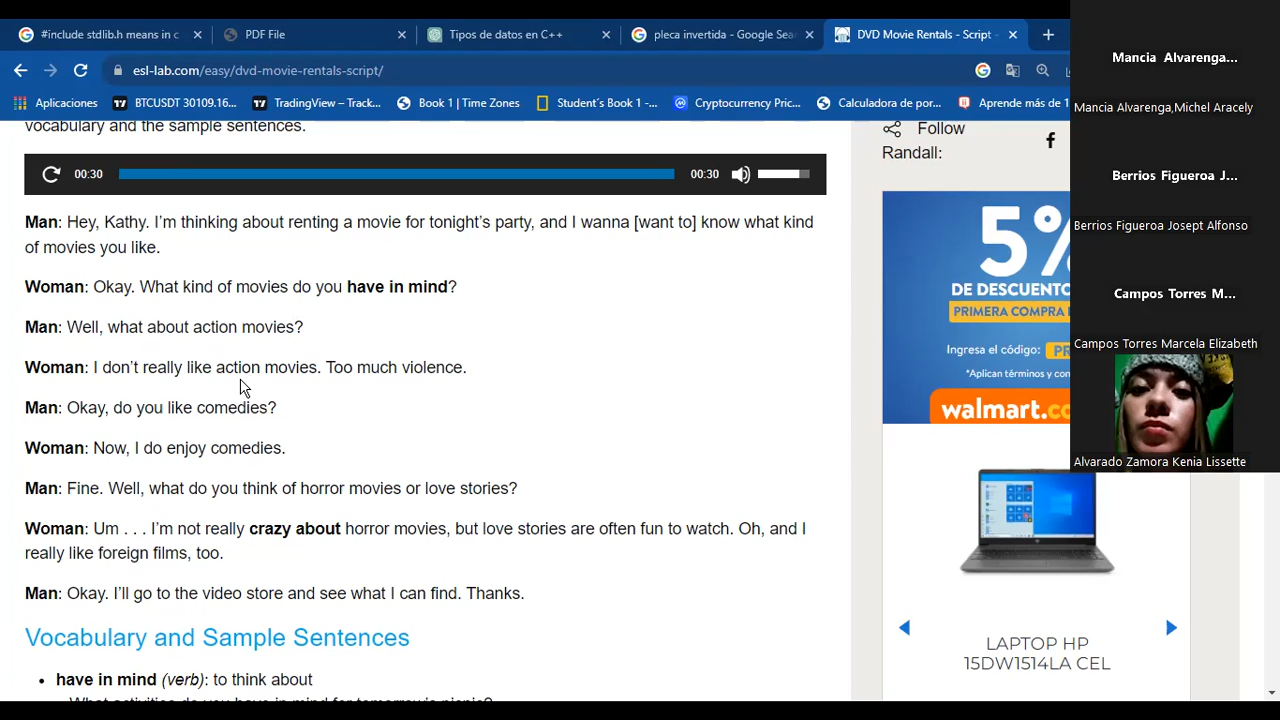 #include stdlib.h means in c
PDF File
Tipos de datos en C++
pleca invertida - Google Sea
DVD Movie Rentals - Script -
esl-lab.com/easy/dvd-movie-rentals-script/
Aplicaciones
BTCUSDT 30109.16...
TradingView – Track...
Book 1 | Time Zones
Student´s Book 1 -...
Cryptocurrency Pric...
Calculadora de per...
Aprende más de 1
vocabulary and the sample sentences.
00:30
00:30
Man: Hey, Kathy. I’m thinking about renting a movie for tonight’s party, and I wanna [want to] know what kind
of movies you like.
Woman: Okay. What kind of movies do you have in mind?
Man: Well, what about action movies?
Woman: I don’t really like action movies. Too much violence.
Man: Okay, do you like comedies?
Woman: Now, I do enjoy comedies.
Man: Fine. Well, what do you think of horror movies or love stories?
Woman: Um . . . I’m not really crazy about horror movies, but love stories are often fun to watch. Oh, and I
really like foreign films, too.
Man: Okay. I’ll go to the video store and see what I can find. Thanks.
Vocabulary and Sample Sentences
have in mind (verb): to think about
What activities do you have in mind for tomorrow's picnic?
Follow
Randall:
5%
DE DESCUENTO
PRIMERA COMPRA
Ingresa el código:
*Aplican términos y con
walmart.co
LAPTOP HP
15DW1514LA CEL
Mancia Alvarenga...
Mancia Alvarenga,Michel Aracely
Berrios Figueroa J...
Berrios Figueroa Josept Alfonso
Campos Torres M...
Campos Torres Marcela Elizabeth
Alvarado Zamora Kenia Lissette